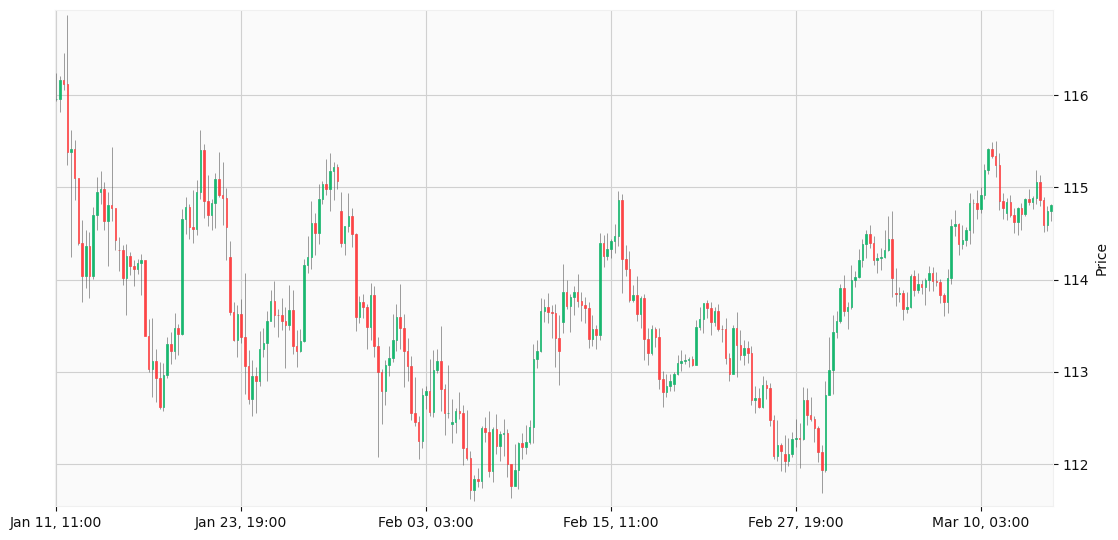 116
115
114
113
112
Price
Jan 11, 11:00
Jan 23, 19:00
Feb 03, 03:00
Feb 15, 11:00
Feb 27, 19:00
Mar 10, 03:00